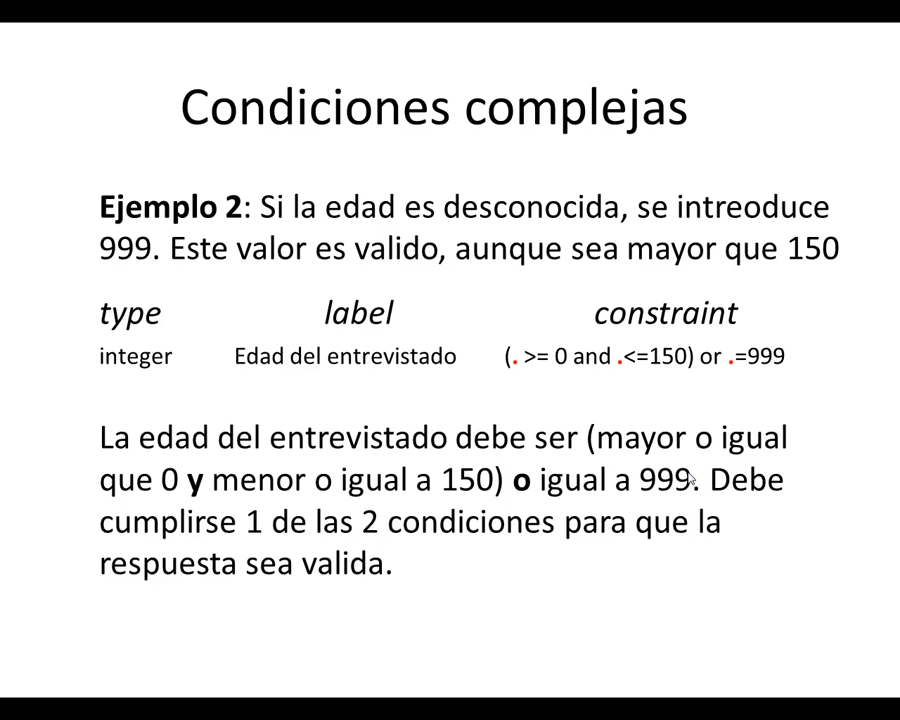 Condiciones complejas
Ejemplo 2: Si la edad es desconocida, se intreoduce
999. Este valor es valido, aunque sea mayor que 150
type label constraint
integer Edad del entrevistado (. >= 0 and .<=150) or .=999
La edad del entrevistado debe ser (mayor o igual
que 0 y menor o igual a 150) o igual a 999. Debe
cumplirse 1 de las 2 condiciones para que la
respuesta sea valida.